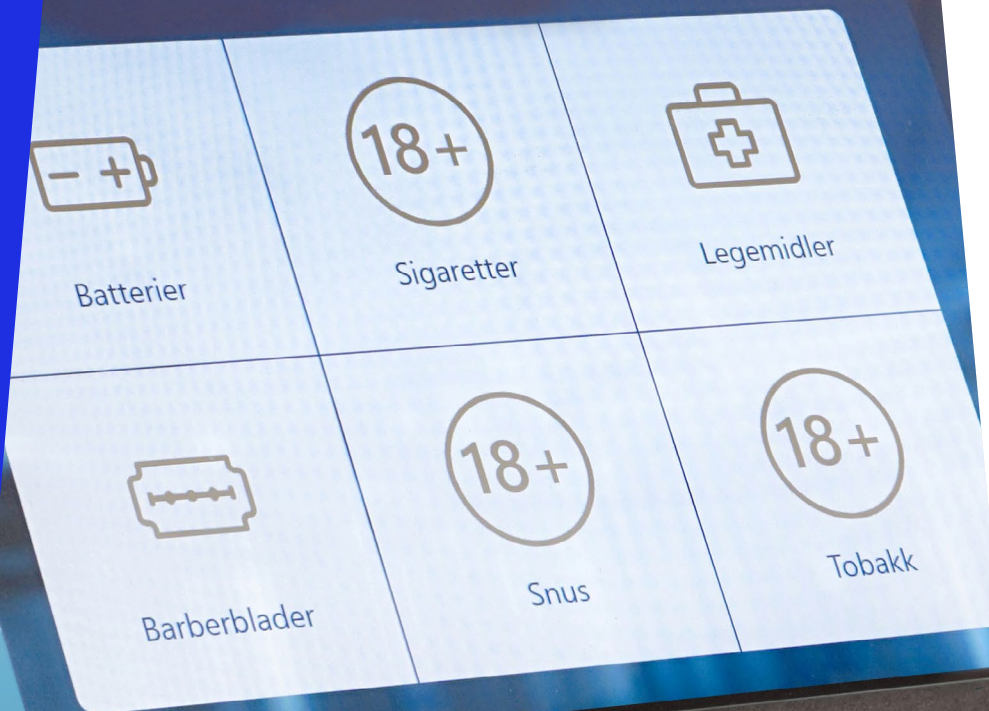 - +
18+
Batterier
Sigaretter
Legemidler
18+
18+
Barberblader
Snus
Tobakk